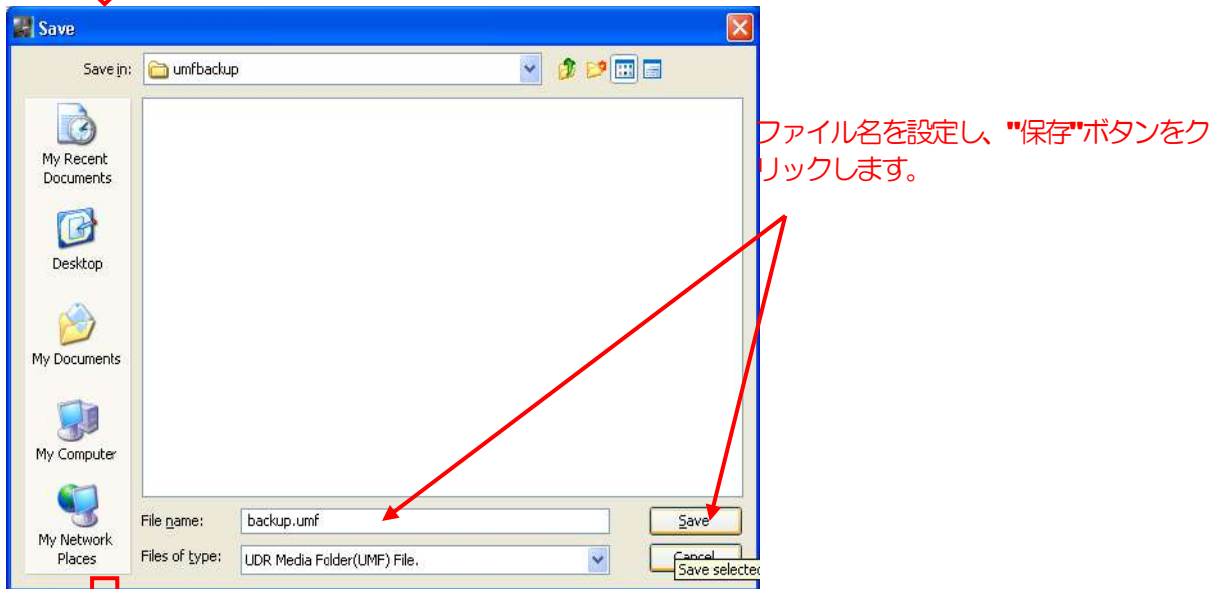 Save
Save in: umfbackup
My Recent
Documents
Desktop
My Documents
My Computer
My Network
Places
File name: backup.umf
Save
Files of type: UDR Media Folder(UMF) File.
Cancel
Save selected
ファイル名を設定し、"保存"ボタンをク
リックします。